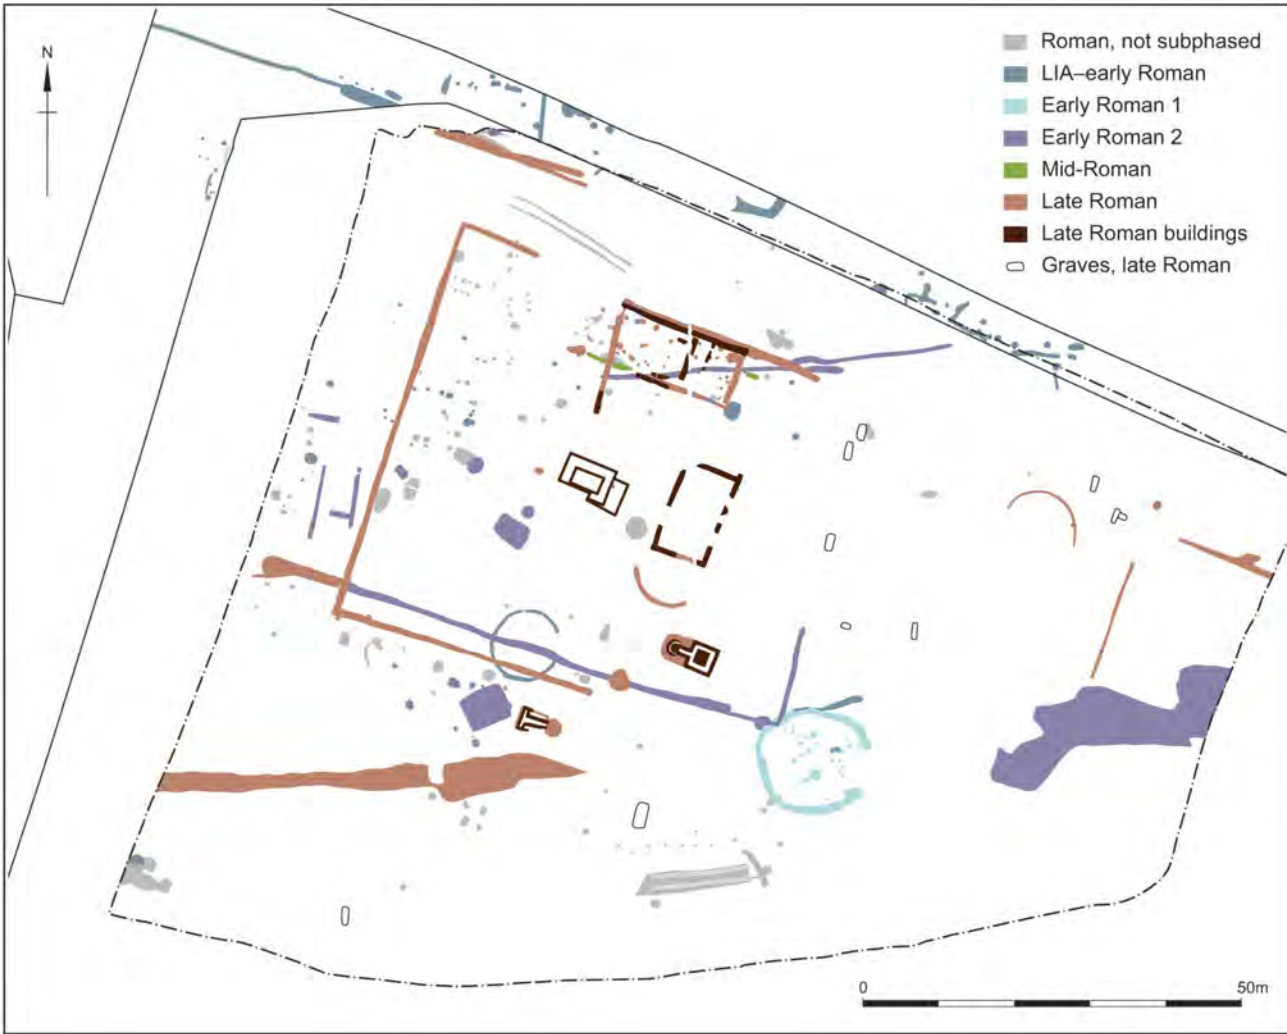 N
Roman, not subphased
LIA–early Roman
Early Roman 1
Early Roman 2
Mid-Roman
Late Roman
Late Roman buildings
Graves, late Roman
0 50m